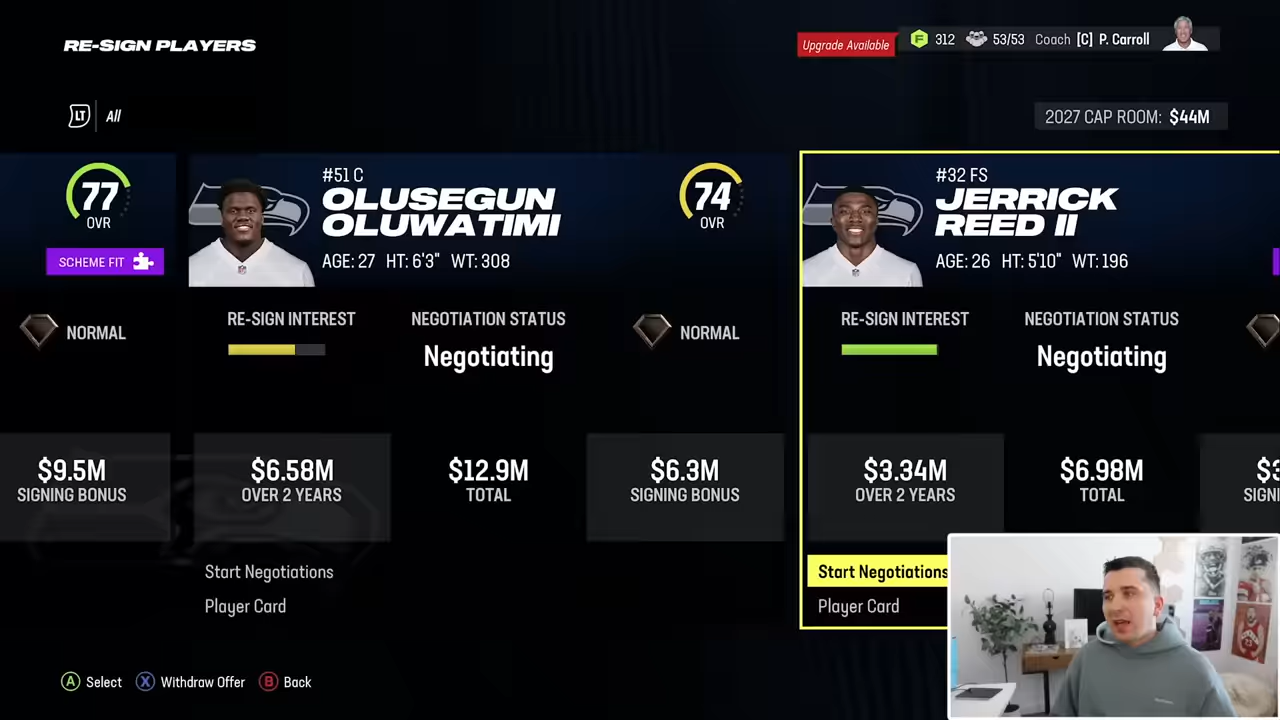 RE-SIGN PLAYERS
Upgrade Available
312
53/53
Coach [C] P. Carroll
LT
All
2027 CAP ROOM: $44M
77
OVR
SCHEME FIT
NORMAL
$9.5M
SIGNING BONUS
#51 C
OLUSEGUN
OLUWATIMI
AGE: 27 HT: 6'3" WT: 308
74
OVR
RE-SIGN INTEREST
NEGOTIATION STATUS
Negotiating
NORMAL
$6.58M
OVER 2 YEARS
$12.9M
TOTAL
$6.3M
SIGNING BONUS
Start Negotiations
Player Card
#32 FS
JERRICK
REED II
AGE: 26 HT: 5'10" WT: 196
RE-SIGN INTEREST
NEGOTIATION STATUS
Negotiating
$3.34M
OVER 2 YEARS
$6.98M
TOTAL
Start Negotiations
Player Card
A Select
X Withdraw Offer
B Back